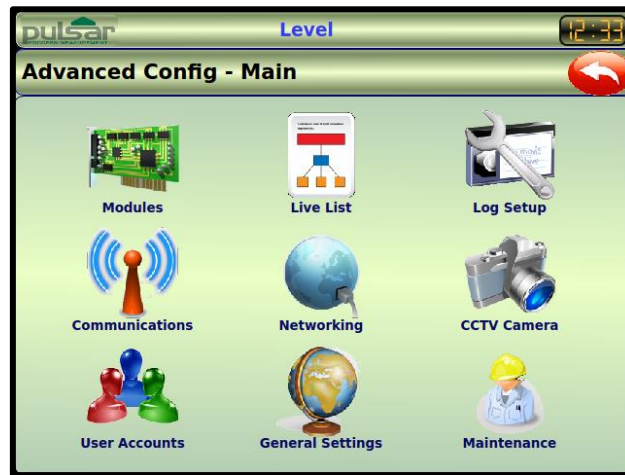 pulsar
Level
12:33
Advanced Config - Main
Modules
Live List
Log Setup
Communications
Networking
CCTV Camera
User Accounts
General Settings
Maintenance